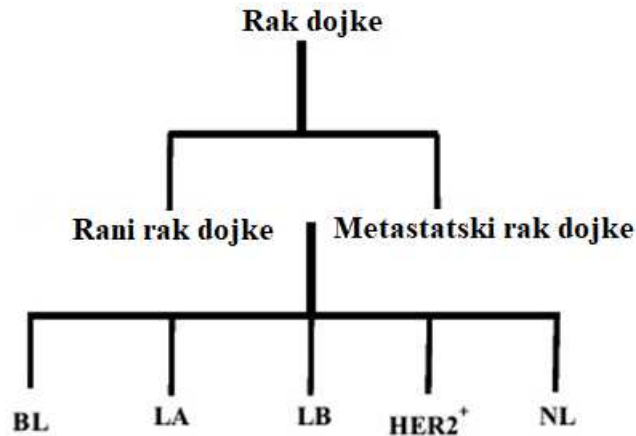 Rak dojke
Rani rak dojke Metastatski rak dojke
BL LA LB HER2⁺ NL